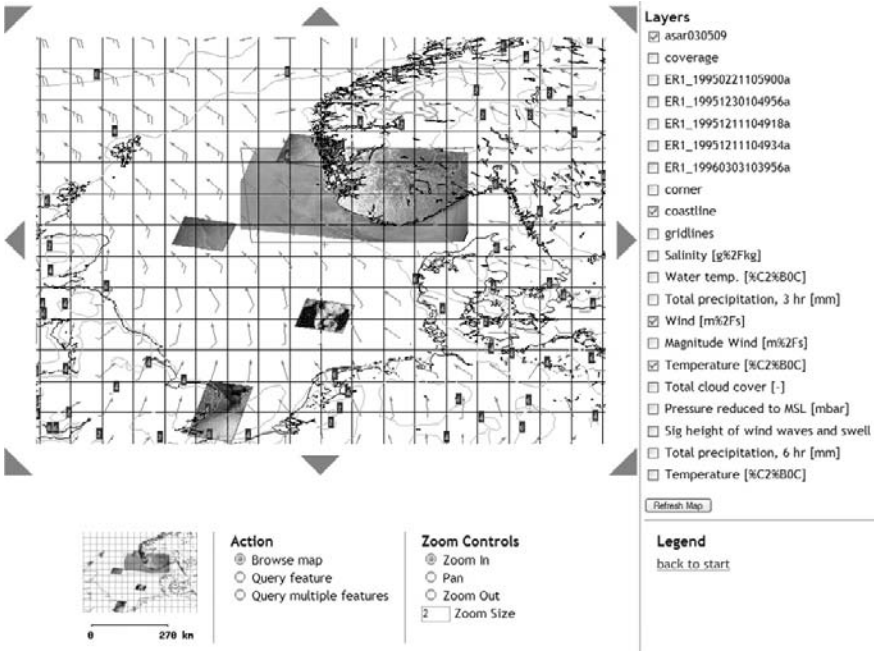 Layers
asar030509
coverage
ER1_19950221105900a
ER1_19951230104956a
ER1_19951211104918a
ER1_19951211104934a
ER1_19960303103956a
corner
coastline
gridlines
Salinity [g%2Fkg]
Water temp. [%C2%B0C]
Total precipitation, 3 hr [mm]
Wind [m%2Fs]
Magnitude Wind [m%2Fs]
Temperature [%C2%B0C]
Total cloud cover [-]
Pressure reduced to MSL [mbar]
Sig height of wind waves and swell
Total precipitation, 6 hr [mm]
Temperature [%C2%B0C]
Refresh Map
Legend
back to start
0 270 km
Action
Browse map
Query feature
Query multiple features
Zoom Controls
Zoom In
Pan
Zoom Out
2 Zoom Size